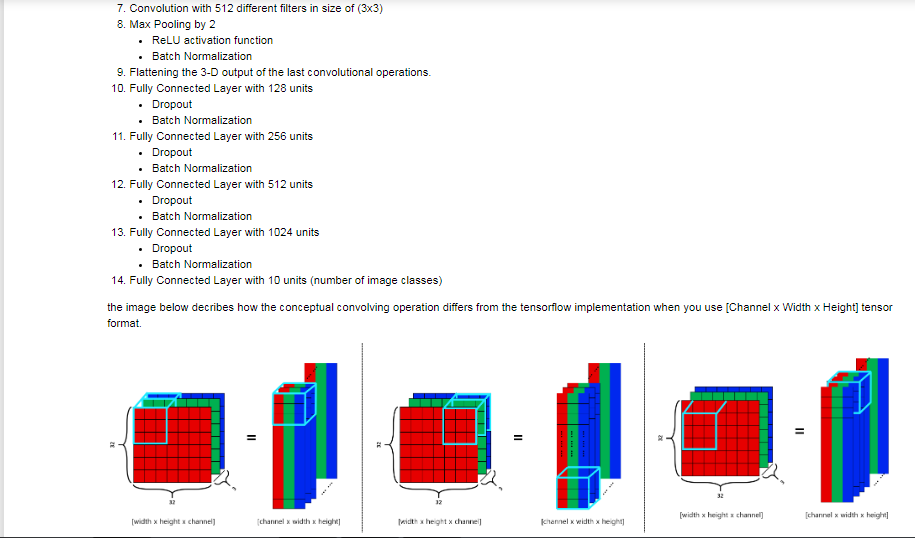 7. Convolution with 512 different filters in size of (3x3)
8. Max Pooling by 2
• ReLU activation function
• Batch Normalization
9. Flattening the 3-D output of the last convolutional operations.
10. Fully Connected Layer with 128 units
• Dropout
• Batch Normalization
11. Fully Connected Layer with 256 units
• Dropout
• Batch Normalization
12. Fully Connected Layer with 512 units
• Dropout
• Batch Normalization
13. Fully Connected Layer with 1024 units
• Dropout
• Batch Normalization
14. Fully Connected Layer with 10 units (number of image classes)
the image below decribes how the conceptual convolving operation differs from the tensorflow implementation when you use [Channel x Width x Height] tensor
format.
32 = 32 = 32 =
32 32 32
[width x height x channel] [channel x width x height] [width x height x channel] [channel x width x height] [width x height x channel] [channel x width x height]